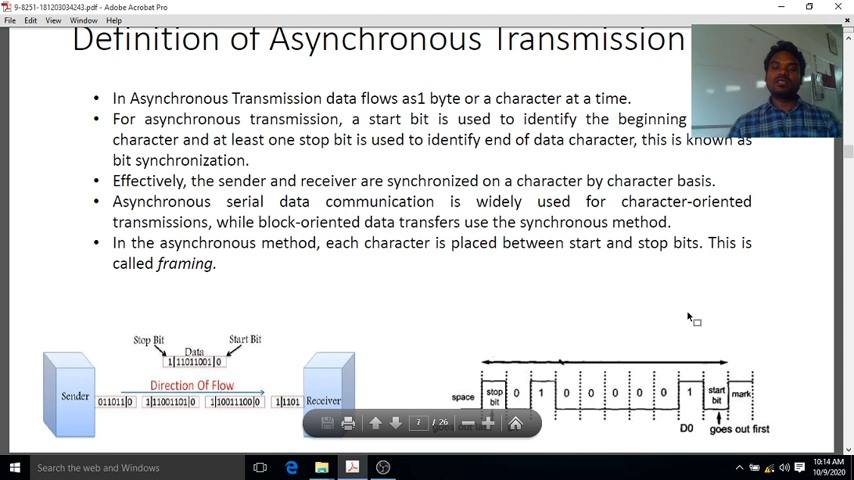 9-8251-181203034243.pdf - Adobe Acrobat Pro
File Edit View Window Help
Definition of Asynchronous Transmission
• In Asynchronous Transmission data flows as1 byte or a character at a time.
• For asynchronous transmission, a start bit is used to identify the beginning
character and at least one stop bit is used to identify end of data character, this is known as
bit synchronization.
• Effectively, the sender and receiver are synchronized on a character by character basis.
• Asynchronous serial data communication is widely used for character-oriented
transmissions, while block-oriented data transfers use the synchronous method.
• In the asynchronous method, each character is placed between start and stop bits. This is
called framing.
Stop Bit Start Bit
Data
1|11011001|0
Direction Of Flow
Sender
011011|0 1|11001101|0 1|10011100|0 1|1101
Receiver
space stop bit 0 1 0 0 0 0 0 1 start bit mark
D0 goes out first
7 / 26
Search the web and Windows
10:14 AM
10/9/2020